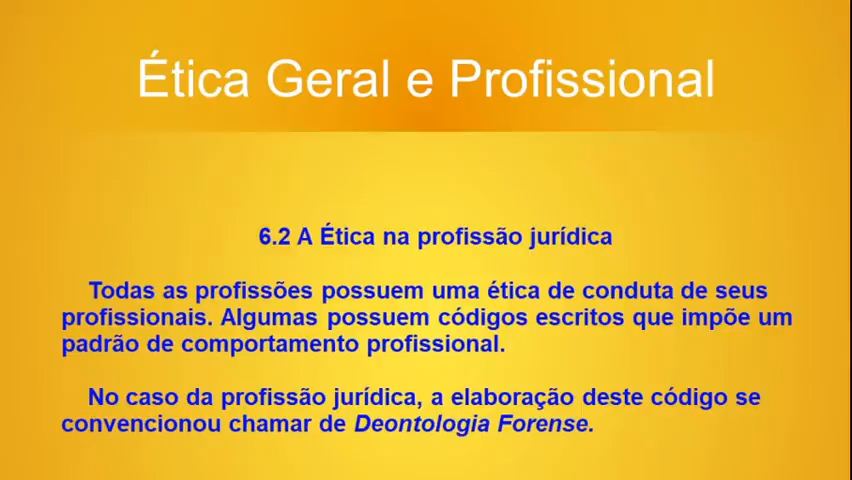 Ética Geral e Profissional
6.2 A Ética na profissão jurídica
Todas as profissões possuem uma ética de conduta de seus
profissionais. Algumas possuem códigos escritos que impõe um
padrão de comportamento profissional.
No caso da profissão jurídica, a elaboração deste código se
convencionou chamar de Deontologia Forense.